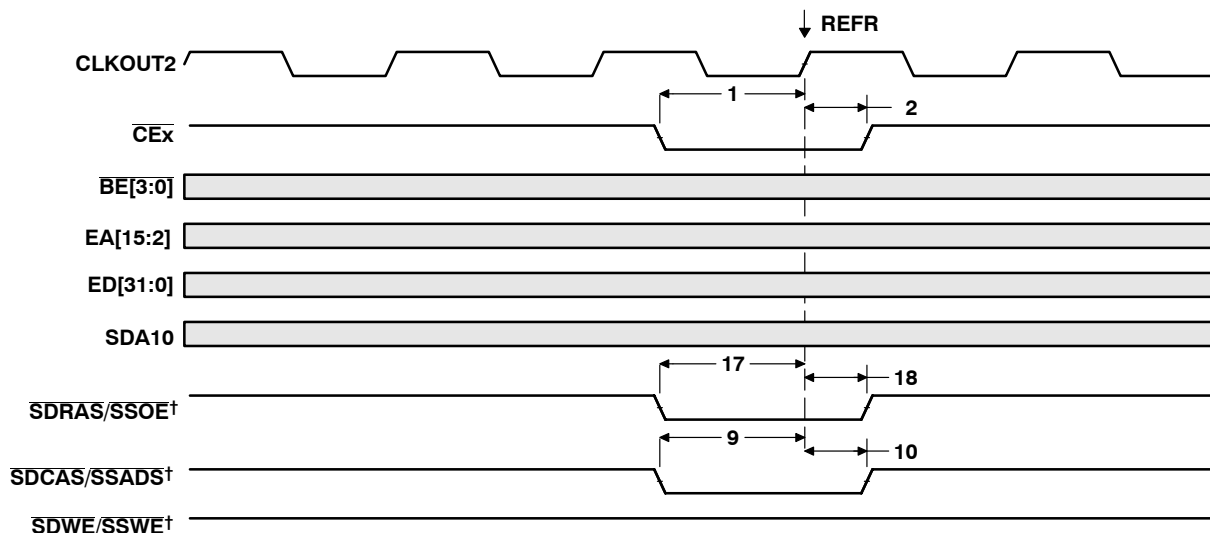 REFR
CLKOUT2
1
2
CEx
BE[3:0]
EA[15:2]
ED[31:0]
SDA10
17
18
SDRAS/SSOE†
9
10
SDCAS/SSADS†
SDWE/SSWE†